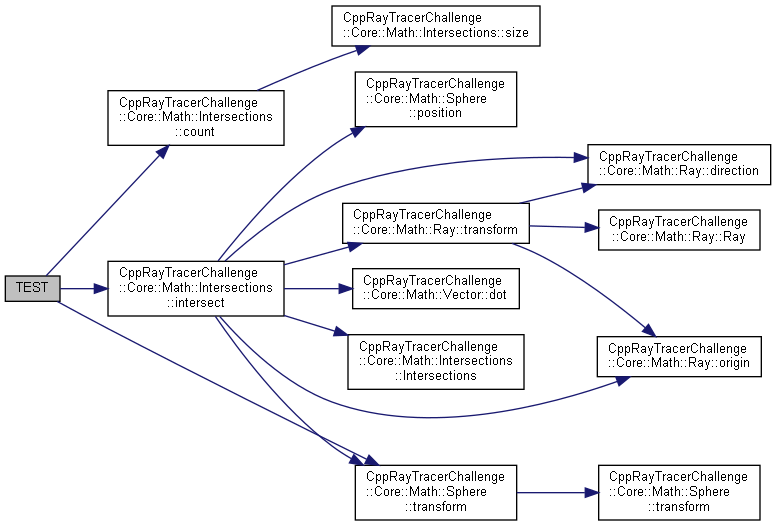 CppRayTracerChallenge
::Core::Math::Intersections::size
CppRayTracerChallenge
::Core::Math::Sphere
::position
CppRayTracerChallenge
::Core::Math::Intersections
::count
CppRayTracerChallenge
::Core::Math::Ray::direction
CppRayTracerChallenge
::Core::Math::Ray::transform
CppRayTracerChallenge
::Core::Math::Ray::Ray
TEST
CppRayTracerChallenge
::Core::Math::Intersections
::intersect
CppRayTracerChallenge
::Core::Math::Vector::dot
CppRayTracerChallenge
::Core::Math::Intersections
::Intersections
CppRayTracerChallenge
::Core::Math::Ray::origin
CppRayTracerChallenge
::Core::Math::Sphere
::transform
CppRayTracerChallenge
::Core::Math::Sphere
::transform